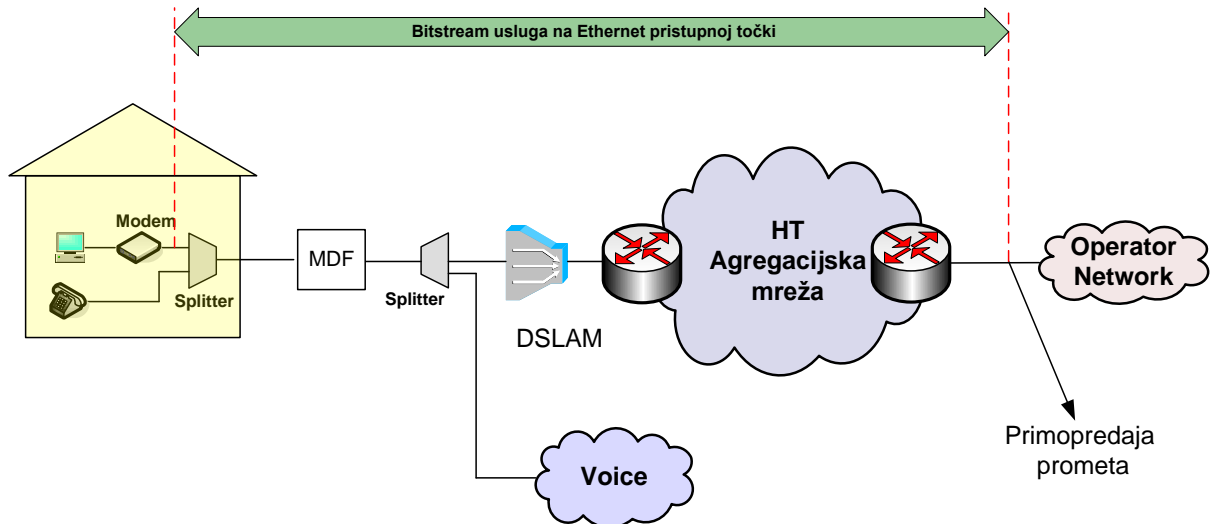 Bitstream usluga na Ethernet pristupnoj točki
Modem
Splitter
MDF
Splitter
DSLAM
HT
Agregacijska
mreža
Operator
Network
Voice
Primopredaja
prometa